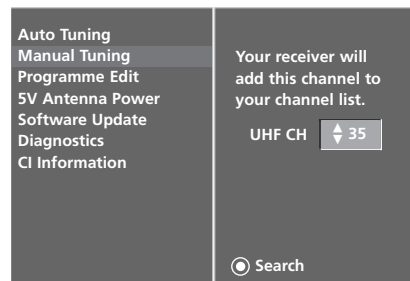 Auto Tuning
Manual Tuning
Programme Edit
5V Antenna Power
Software Update
Diagnostics
CI Information
Your receiver will
add this channel to
your channel list.
UHF CH 35
Search